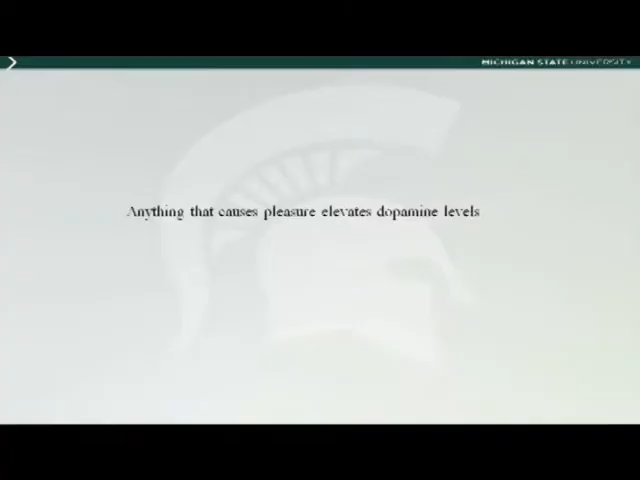 MICHIGAN STATE UNIVERSITY
Anything that causes pleasure elevates dopamine levels